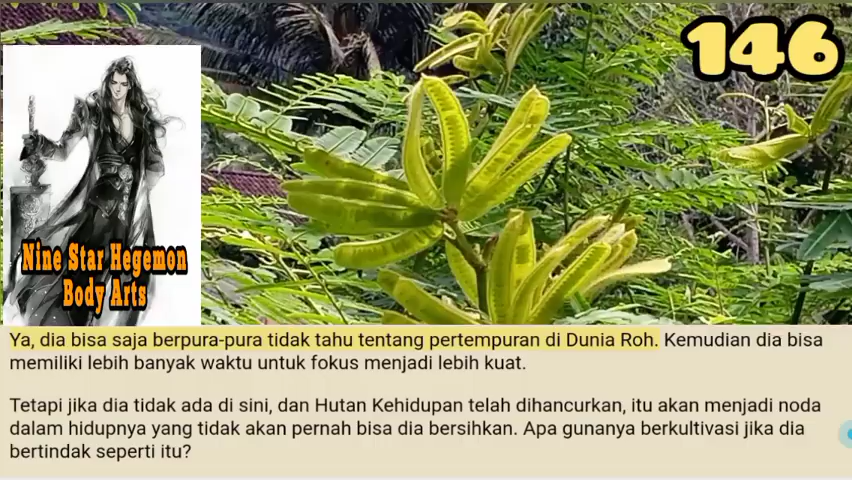 146
Nine Star Hegemon
Body Arts
Ya, dia bisa saja berpura-pura tidak tahu tentang pertempuran di Dunia Roh. Kemudian dia bisa
memiliki lebih banyak waktu untuk fokus menjadi lebih kuat.
Tetapi jika dia tidak ada di sini, dan Hutan Kehidupan telah dihancurkan, itu akan menjadi noda
dalam hidupnya yang tidak akan pernah bisa dia bersihkan. Apa gunanya berkultivasi jika dia
bertindak seperti itu?